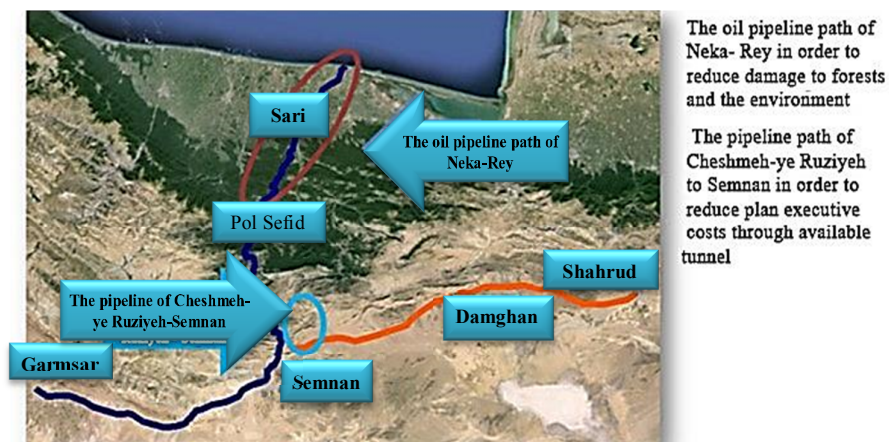 Sari
The oil pipeline path of
Neka-Rey
Pol Sefid
The pipeline of Cheshmeh-
ye Ruziyeh-Semnan
Shahrud
Damghan
Garmsar
Semnan
The oil pipeline path of
Neka- Rey in order to
reduce damage to forests
and the environment
The pipeline path of
Cheshmeh-ye Ruziyeh
to Semnan in order to
reduce plan executive
costs through available
tunnel